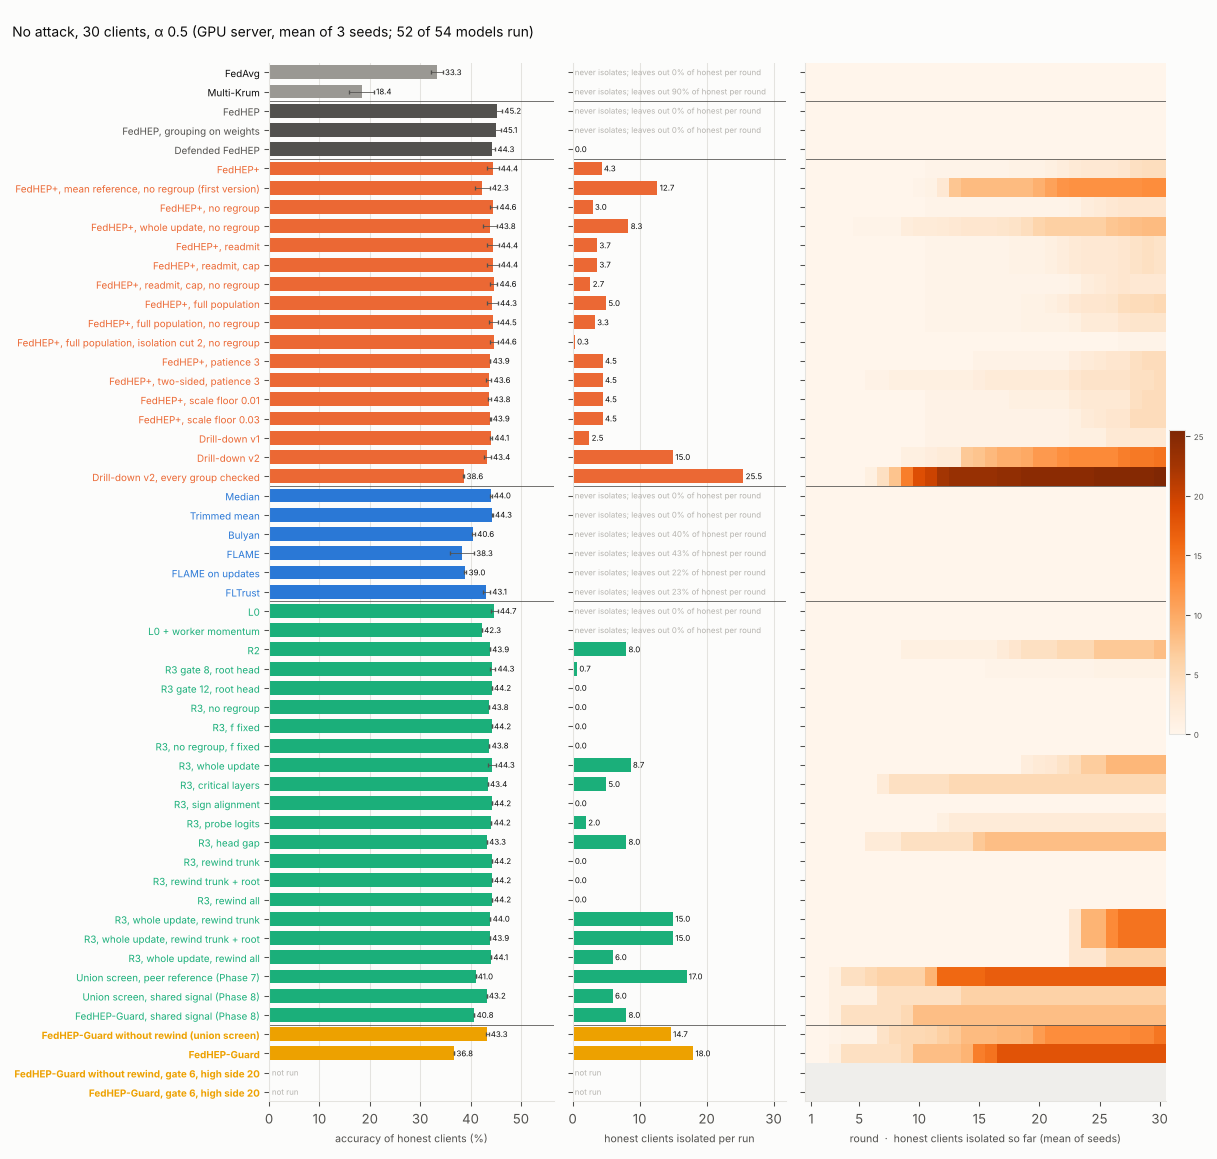 No attack, 30 clients, α 0.5 (GPU server, mean of 3 seeds; 52 of 54 models run)
FedAvg 33.3 never isolates; leaves out 0% of honest per round
Multi-Krum 18.4 never isolates; leaves out 90% of honest per round
FedHEP 45.2 never isolates; leaves out 0% of honest per round
FedHEP, grouping on weights 45.1 never isolates; leaves out 0% of honest per round
Defended FedHEP 44.3 0.0
FedHEP+ 44.4 4.3
FedHEP+, mean reference, no regroup (first version) 42.3 12.7
FedHEP+, no regroup 44.6 3.0
FedHEP+, whole update, no regroup 43.8 8.3
FedHEP+, readmit 44.4 3.7
FedHEP+, readmit, cap 44.4 3.7
FedHEP+, readmit, cap, no regroup 44.6 2.7
FedHEP+, full population 44.3 5.0
FedHEP+, full population, no regroup 44.5 3.3
FedHEP+, full population, isolation cut 2, no regroup 44.6 0.3
FedHEP+, patience 3 43.9 4.5
FedHEP+, two-sided, patience 3 43.6 4.5
FedHEP+, scale floor 0.01 43.8 4.5
FedHEP+, scale floor 0.03 43.9 4.5
Drill-down v1 44.1 2.5
Drill-down v2 43.4 15.0
Drill-down v2, every group checked 38.6 25.5
Median 44.0 never isolates; leaves out 0% of honest per round
Trimmed mean 44.3 never isolates; leaves out 0% of honest per round
Bulyan 40.6 never isolates; leaves out 40% of honest per round
FLAME 38.3 never isolates; leaves out 43% of honest per round
FLAME on updates 39.0 never isolates; leaves out 22% of honest per round
FLTrust 43.1 never isolates; leaves out 23% of honest per round
L0 44.7 never isolates; leaves out 0% of honest per round
L0 + worker momentum 42.3 never isolates; leaves out 0% of honest per round
R2 43.9 8.0
R3 gate 8, root head 44.3 0.7
R3 gate 12, root head 44.2 0.0
R3, no regroup 43.8 0.0
R3, f fixed 44.2 0.0
R3, no regroup, f fixed 43.8 0.0
R3, whole update 44.3 8.7
R3, critical layers 43.4 5.0
R3, sign alignment 44.2 0.0
R3, probe logits 44.2 2.0
R3, head gap 43.3 8.0
R3, rewind trunk 44.2 0.0
R3, rewind trunk + root 44.2 0.0
R3, rewind all 44.2 0.0
R3, whole update, rewind trunk 44.0 15.0
R3, whole update, rewind trunk + root 43.9 15.0
R3, whole update, rewind all 44.1 6.0
Union screen, peer reference (Phase 7) 41.0 17.0
Union screen, shared signal (Phase 8) 43.2 6.0
FedHEP-Guard, shared signal (Phase 8) 40.8 8.0
FedHEP-Guard without rewind (union screen) 43.3 14.7
FedHEP-Guard 36.8 18.0
FedHEP-Guard without rewind, gate 6, high side 20 not run not run
FedHEP-Guard, gate 6, high side 20 not run not run
0 10 20 30 40 50
accuracy of honest clients (%)
0 10 20 30
honest clients isolated per run
1 5 10 15 20 25 30
round · honest clients isolated so far (mean of seeds)
25
20
15
10
5
0